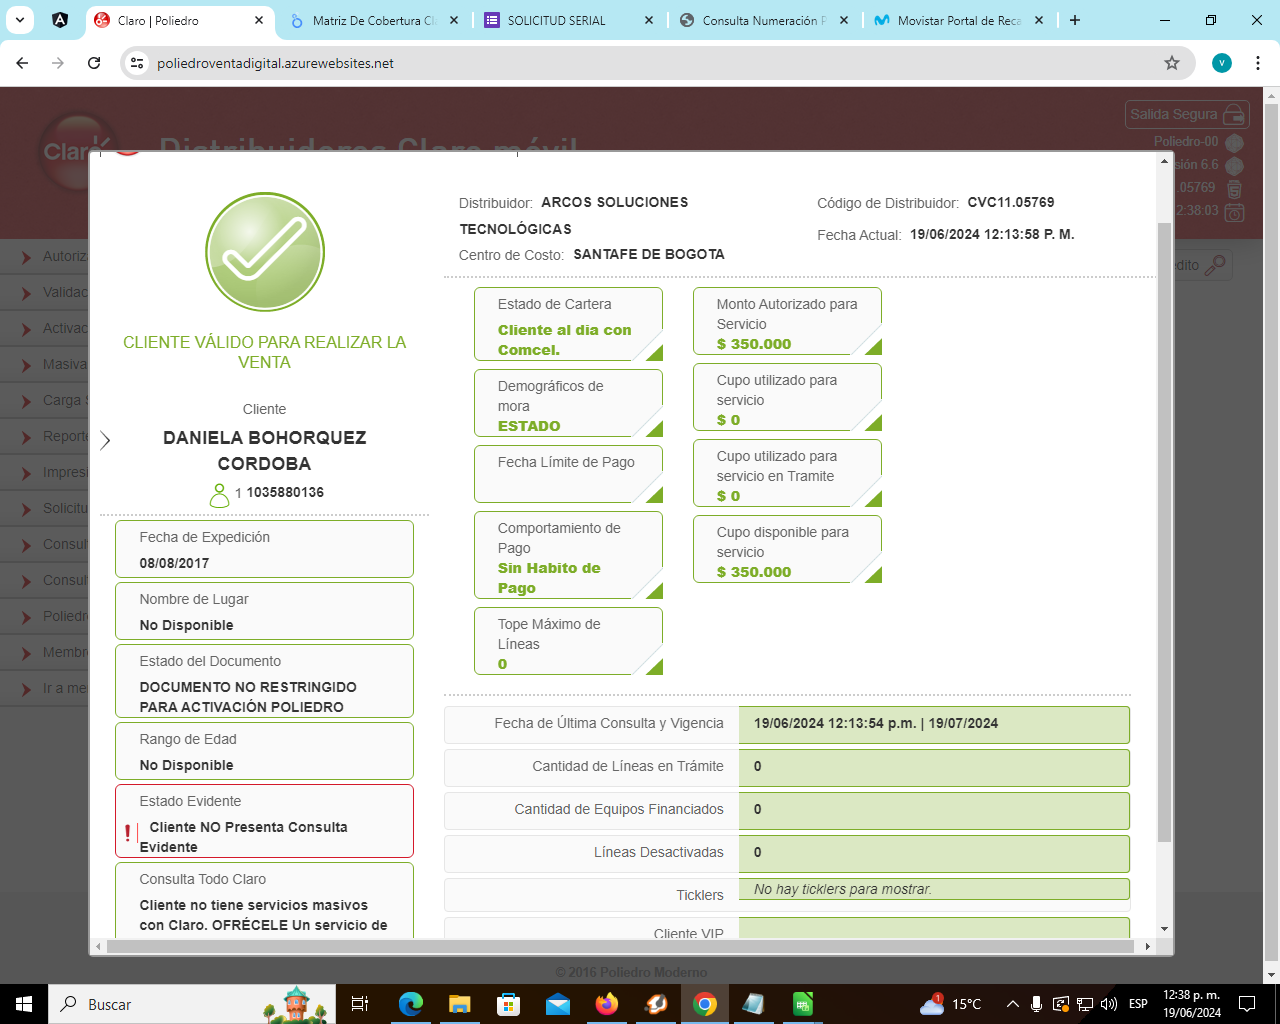 Claro | Poliedro
Matriz De Cobertura Cl
SOLICITUD SERIAL
Consulta Numeración P
Movistar Portal de Reca
poliedroventadigital.azurewebsites.net
v
Salida Segura
Claro
Distribuidores Claro móvil
Poliedro-00
sión 6.6
.05769
2:38:03
Autoriz
Validac
Activac
Masiva
Carga S
Reporte
Impresi
Solicitu
Consul
Consul
Poliedr
Membr
Ir a me
édito
CLIENTE VÁLIDO PARA REALIZAR LA
VENTA
Cliente
DANIELA BOHORQUEZ
CORDOBA
1 1035880136
Fecha de Expedición
08/08/2017
Nombre de Lugar
No Disponible
Estado del Documento
DOCUMENTO NO RESTRINGIDO
PARA ACTIVACIÓN POLIEDRO
Rango de Edad
No Disponible
Estado Evidente
Cliente NO Presenta Consulta
Evidente
Consulta Todo Claro
Cliente no tiene servicios masivos
con Claro. OFRÉCELE Un servicio de
Distribuidor: ARCOS SOLUCIONES
TECNOLÓGICAS
Centro de Costo: SANTAFE DE BOGOTA
Código de Distribuidor: CVC11.05769
Fecha Actual: 19/06/2024 12:13:58 P. M.
Estado de Cartera
Cliente al dia con
Comcel.
Demográficos de
mora
ESTADO
Fecha Límite de Pago
Comportamiento de
Pago
Sin Habito de
Pago
Tope Máximo de
Líneas
0
Monto Autorizado para
Servicio
$ 350.000
Cupo utilizado para
servicio
$ 0
Cupo utilizado para
servicio en Tramite
$ 0
Cupo disponible para
servicio
$ 350.000
Fecha de Última Consulta y Vigencia
19/06/2024 12:13:54 p.m. | 19/07/2024
Cantidad de Líneas en Trámite
0
Cantidad de Equipos Financiados
0
Líneas Desactivadas
0
Ticklers
No hay ticklers para mostrar.
Cliente VIP
© 2016 Poliedro Moderno
Buscar
1
15°C
ESP
12:38 p. m.
19/06/2024